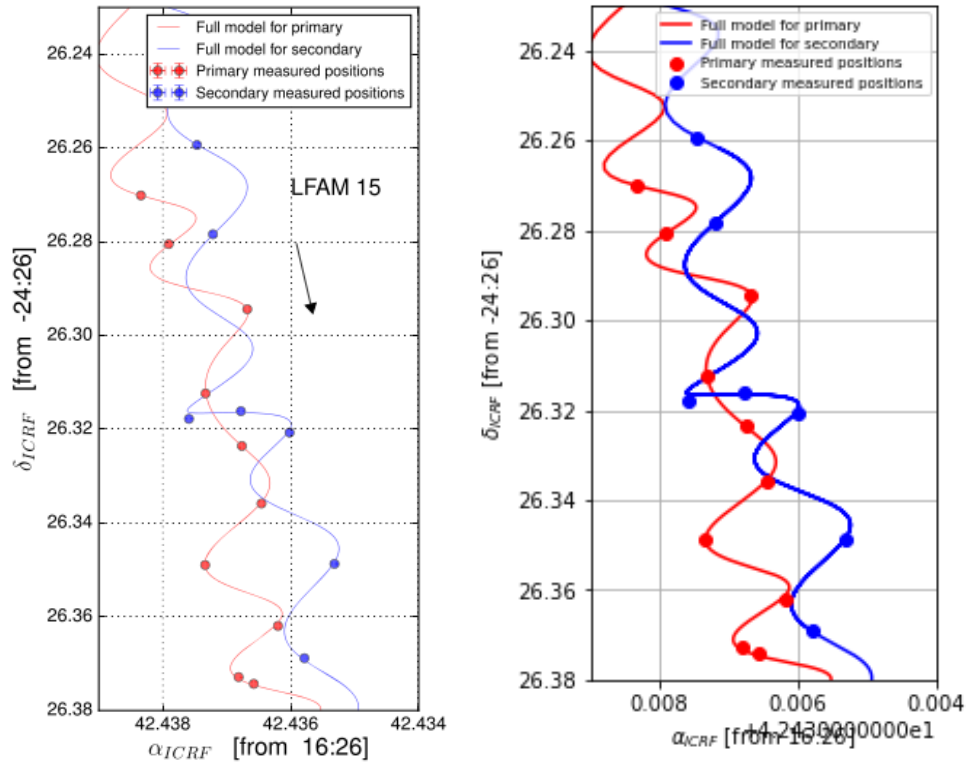 Full model for primary
Full model for secondary
Primary measured positions
Secondary measured positions
LFAM 15
26.24
26.26
26.28
26.30
26.32
26.34
26.36
26.38
δICRF [from -24:26]
42.438 42.436 42.434
αICRF [from 16:26]
Full model for primary
Full model for secondary
Primary measured positions
Secondary measured positions
26.24
26.26
26.28
26.30
26.32
26.34
26.36
26.38
δICRF [from -24:26]
0.008 0.006 0.004
+4.2430000000e1
αICRF [from 16:26]